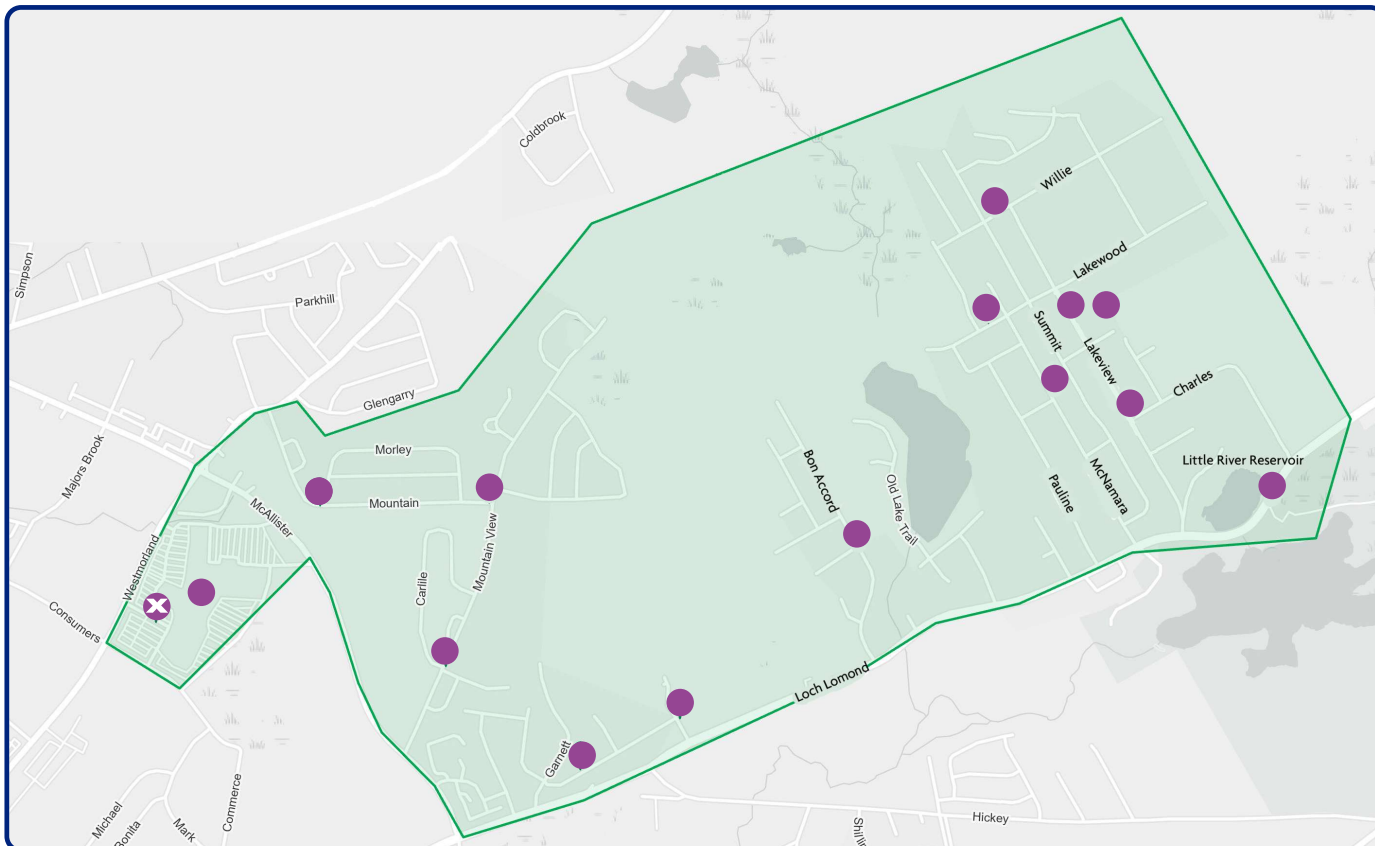 Coldbrook
Willie
Simpson
Lakewood
Parkhill
Summit
Lakeview
Charles
Glengarry
Morley
Majors Brook
Bon Accord
Little River Reservoir
McNamara
Pauline
Old Lake Trail
Mountain
McAllister
Westmorland
Mountain View
Carlile
Consumers
Loch Lomond
Garnett
Commerce
Michael
Bonita
Mark
Hickey